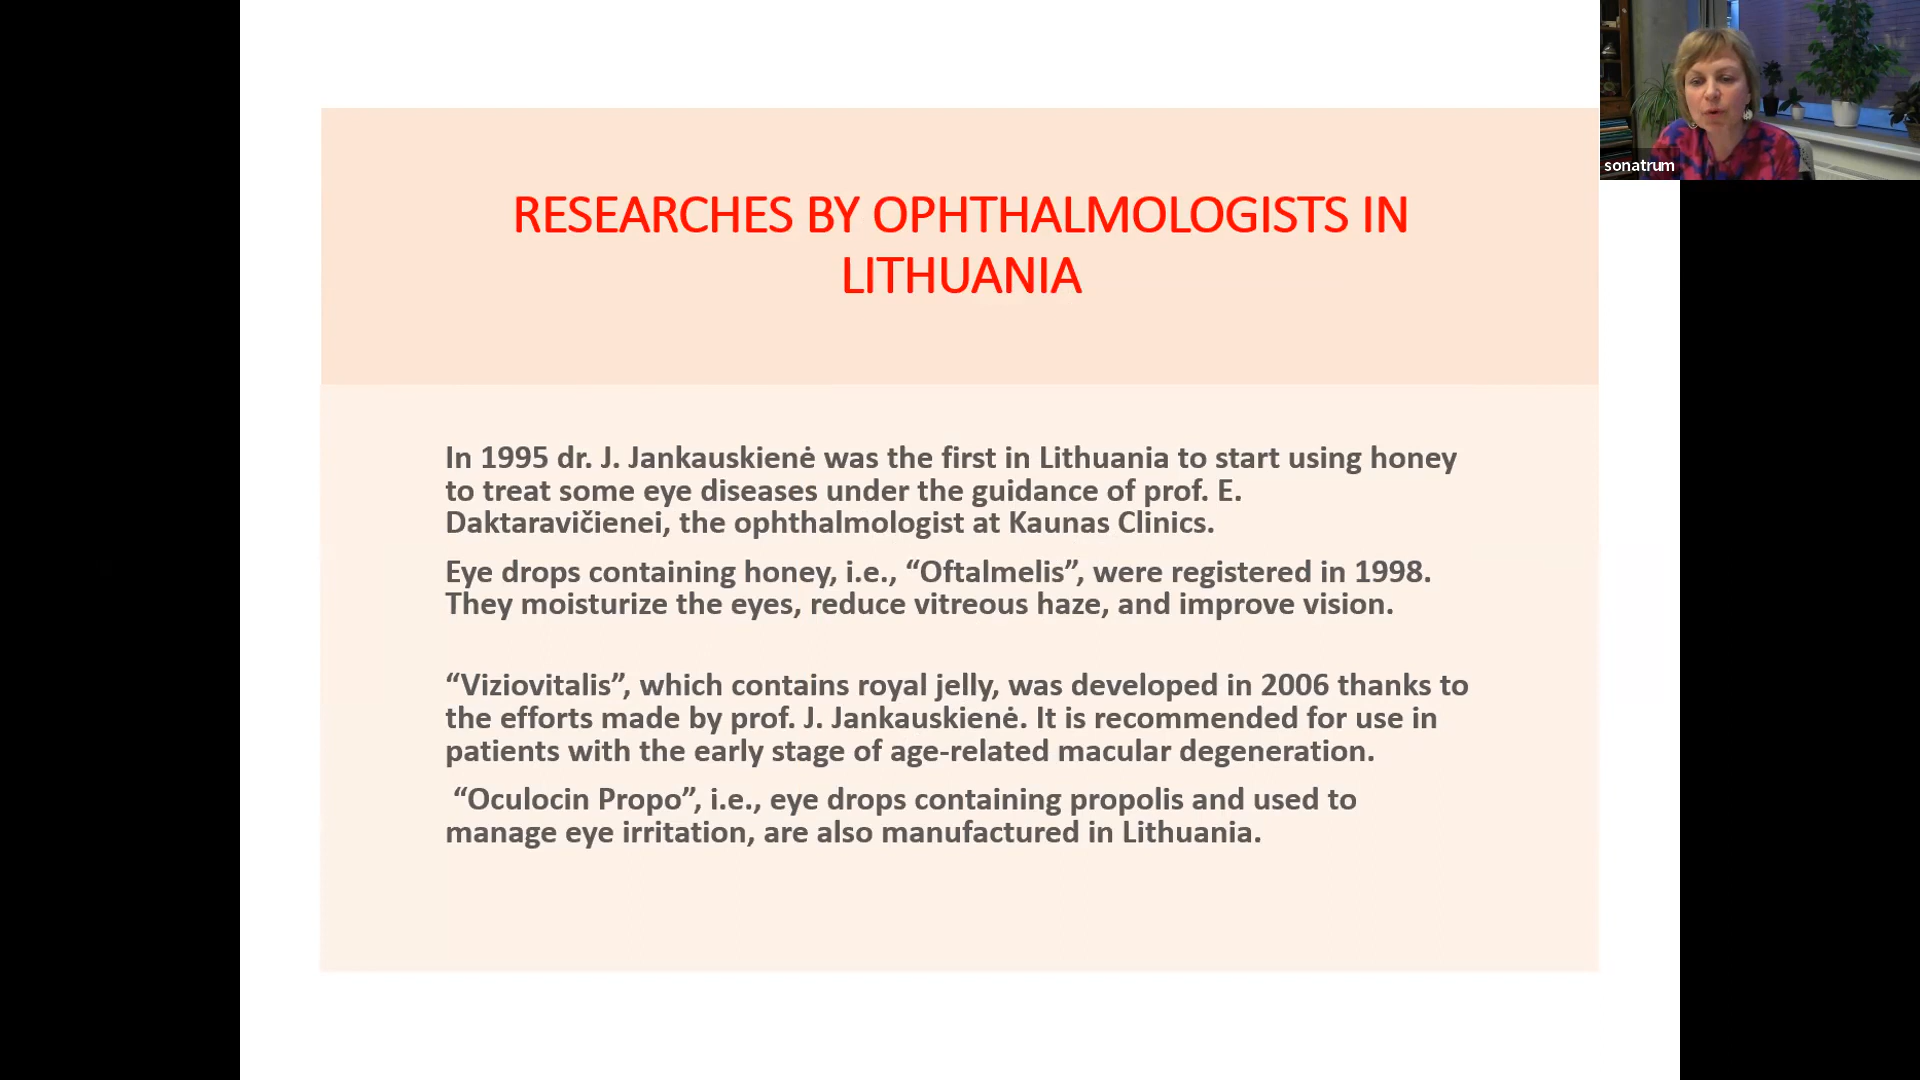 RESEARCHES BY OPHTHALMOLOGISTS IN
LITHUANIA
In 1995 dr. J. Jankauskienė was the first in Lithuania to start using honey
to treat some eye diseases under the guidance of prof. E.
Daktaravičienei, the ophthalmologist at Kaunas Clinics.
Eye drops containing honey, i.e., “Oftalmelis”, were registered in 1998.
They moisturize the eyes, reduce vitreous haze, and improve vision.
“Viziovitalis”, which contains royal jelly, was developed in 2006 thanks to
the efforts made by prof. J. Jankauskienė. It is recommended for use in
patients with the early stage of age-related macular degeneration.
“Oculocin Propo”, i.e., eye drops containing propolis and used to
manage eye irritation, are also manufactured in Lithuania.
sonatrum